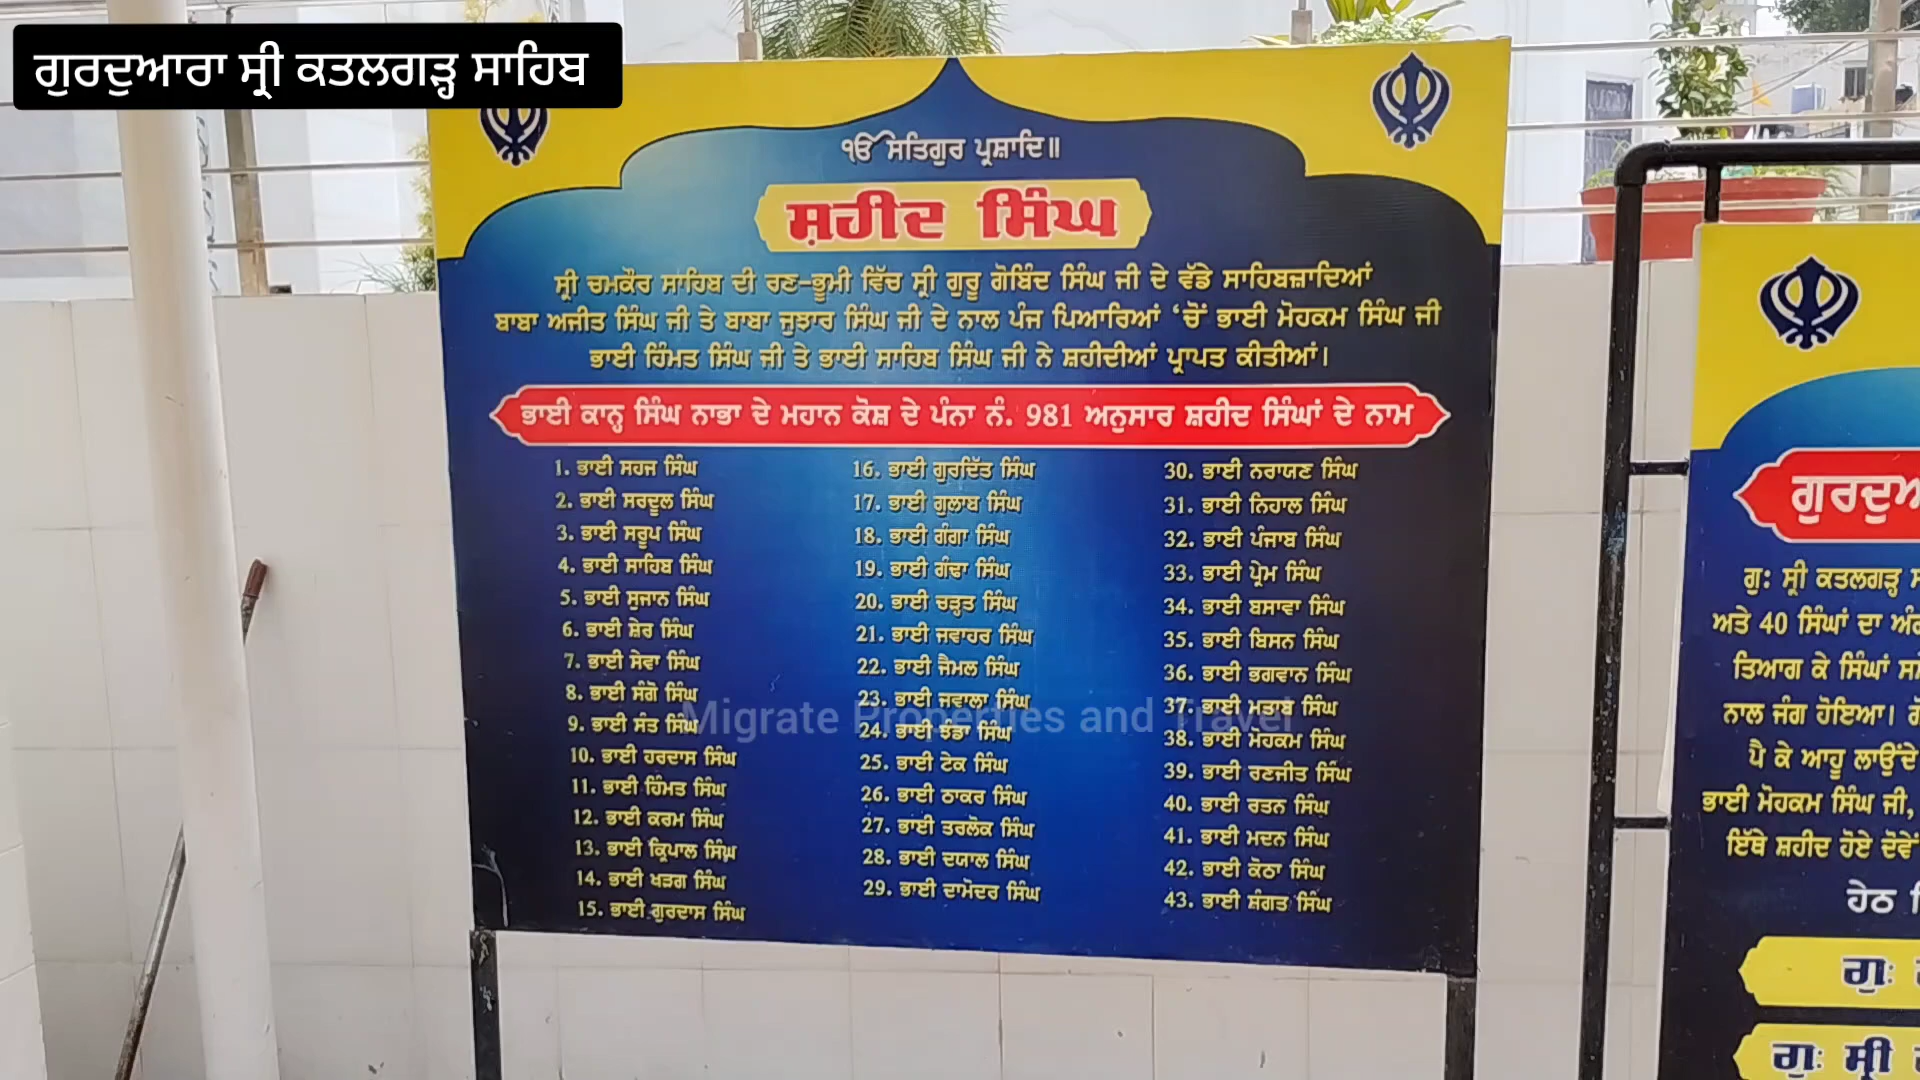 ਗੁਰਦੁਆਰਾ ਸ੍ਰੀ ਕਤਲਗੜ੍ਹ ਸਾਹਿਬ
ੴ ਸਤਿਗੁਰ ਪ੍ਰਸ਼ਾਦਿ॥
ਸ਼ਹੀਦ ਸਿੰਘ
ਸ੍ਰੀ ਚਮਕੌਰ ਸਾਹਿਬ ਦੀ ਰਣ-ਭੂਮੀ ਵਿੱਚ ਸ੍ਰੀ ਗੁਰੂ ਗੋਬਿੰਦ ਸਿੰਘ ਜੀ ਦੇ ਵੱਡੇ ਸਾਹਿਬਜ਼ਾਦਿਆਂ
ਬਾਬਾ ਅਜੀਤ ਸਿੰਘ ਜੀ ਤੇ ਬਾਬਾ ਜੁਝਾਰ ਸਿੰਘ ਜੀ ਦੇ ਨਾਲ ਪੰਜ ਪਿਆਰਿਆਂ ‘ਚੋਂ ਭਾਈ ਮੋਹਕਮ ਸਿੰਘ ਜੀ
ਭਾਈ ਹਿੰਮਤ ਸਿੰਘ ਜੀ ਤੇ ਭਾਈ ਸਾਹਿਬ ਸਿੰਘ ਜੀ ਨੇ ਸ਼ਹੀਦੀਆਂ ਪ੍ਰਾਪਤ ਕੀਤੀਆਂ।
ਭਾਈ ਕਾਨ੍ਹ ਸਿੰਘ ਨਾਭਾ ਦੇ ਮਹਾਨ ਕੋਸ਼ ਦੇ ਪੰਨਾ ਨੰ. 981 ਅਨੁਸਾਰ ਸ਼ਹੀਦ ਸਿੰਘਾਂ ਦੇ ਨਾਮ
1. ਭਾਈ ਸਹਜ ਸਿੰਘ
2. ਭਾਈ ਸਰਦੂਲ ਸਿੰਘ
3. ਭਾਈ ਸਰੂਪ ਸਿੰਘ
4. ਭਾਈ ਸਾਹਿਬ ਸਿੰਘ
5. ਭਾਈ ਸੁਜਾਨ ਸਿੰਘ
6. ਭਾਈ ਸ਼ੇਰ ਸਿੰਘ
7. ਭਾਈ ਸੇਵਾ ਸਿੰਘ
8. ਭਾਈ ਸੰਗੋ ਸਿੰਘ
9. ਭਾਈ ਸੰਤ ਸਿੰਘ
10. ਭਾਈ ਹਰਦਾਸ ਸਿੰਘ
11. ਭਾਈ ਹਿੰਮਤ ਸਿੰਘ
12. ਭਾਈ ਕਰਮ ਸਿੰਘ
13. ਭਾਈ ਕ੍ਰਿਪਾਲ ਸਿੰਘ
14. ਭਾਈ ਖੜਗ ਸਿੰਘ
15. ਭਾਈ ਗੁਰਦਾਸ ਸਿੰਘ
16. ਭਾਈ ਗੁਰਦਿੱਤ ਸਿੰਘ
17. ਭਾਈ ਗੁਲਾਬ ਸਿੰਘ
18. ਭਾਈ ਗੰਗਾ ਸਿੰਘ
19. ਭਾਈ ਗੰਢਾ ਸਿੰਘ
20. ਭਾਈ ਚੜ੍ਹਤ ਸਿੰਘ
21. ਭਾਈ ਜਵਾਹਰ ਸਿੰਘ
22. ਭਾਈ ਜੈਮਲ ਸਿੰਘ
23. ਭਾਈ ਜਵਾਲਾ ਸਿੰਘ
24. ਭਾਈ ਝੰਡਾ ਸਿੰਘ
25. ਭਾਈ ਟੇਕ ਸਿੰਘ
26. ਭਾਈ ਠਾਕਰ ਸਿੰਘ
27. ਭਾਈ ਤਰਲੋਕ ਸਿੰਘ
28. ਭਾਈ ਦਯਾਲ ਸਿੰਘ
29. ਭਾਈ ਦਾਮੋਦਰ ਸਿੰਘ
30. ਭਾਈ ਨਰਾਯਣ ਸਿੰਘ
31. ਭਾਈ ਨਿਹਾਲ ਸਿੰਘ
32. ਭਾਈ ਪੰਜਾਬ ਸਿੰਘ
33. ਭਾਈ ਪ੍ਰੇਮ ਸਿੰਘ
34. ਭਾਈ ਬਸਾਵਾ ਸਿੰਘ
35. ਭਾਈ ਬਿਸਨ ਸਿੰਘ
36. ਭਾਈ ਭਗਵਾਨ ਸਿੰਘ
37. ਭਾਈ ਮਤਾਬ ਸਿੰਘ
38. ਭਾਈ ਮੋਹਕਮ ਸਿੰਘ
39. ਭਾਈ ਰਣਜੀਤ ਸਿੰਘ
40. ਭਾਈ ਰਤਨ ਸਿੰਘ
41. ਭਾਈ ਮਦਨ ਸਿੰਘ
42. ਭਾਈ ਕੋਠਾ ਸਿੰਘ
43. ਭਾਈ ਸ਼ੰਗਤ ਸਿੰਘ
Migrate Properties and Travel
ਗੁ: ਸ੍ਰੀ ਕਤਲਗੜ੍ਹ
ਅਤੇ 40 ਸਿੰਘਾਂ ਦਾ
ਤਿਆਗ ਕੇ ਸਿੰਘਾਂ
ਨਾਲ ਜੰਗ ਹੋਇਆ।
ਪੈ ਕੇ ਆਹੂ ਲਾਉਂਦੇ
ਭਾਈ ਮੋਹਕਮ ਸਿੰਘ ਜੀ,
ਇੱਥੇ ਸ਼ਹੀਦ ਹੋਏ ਦੋਵੇਂ
ਹੇਠ
ਗੁ:
ਗੁ: ਸ੍ਰੀ